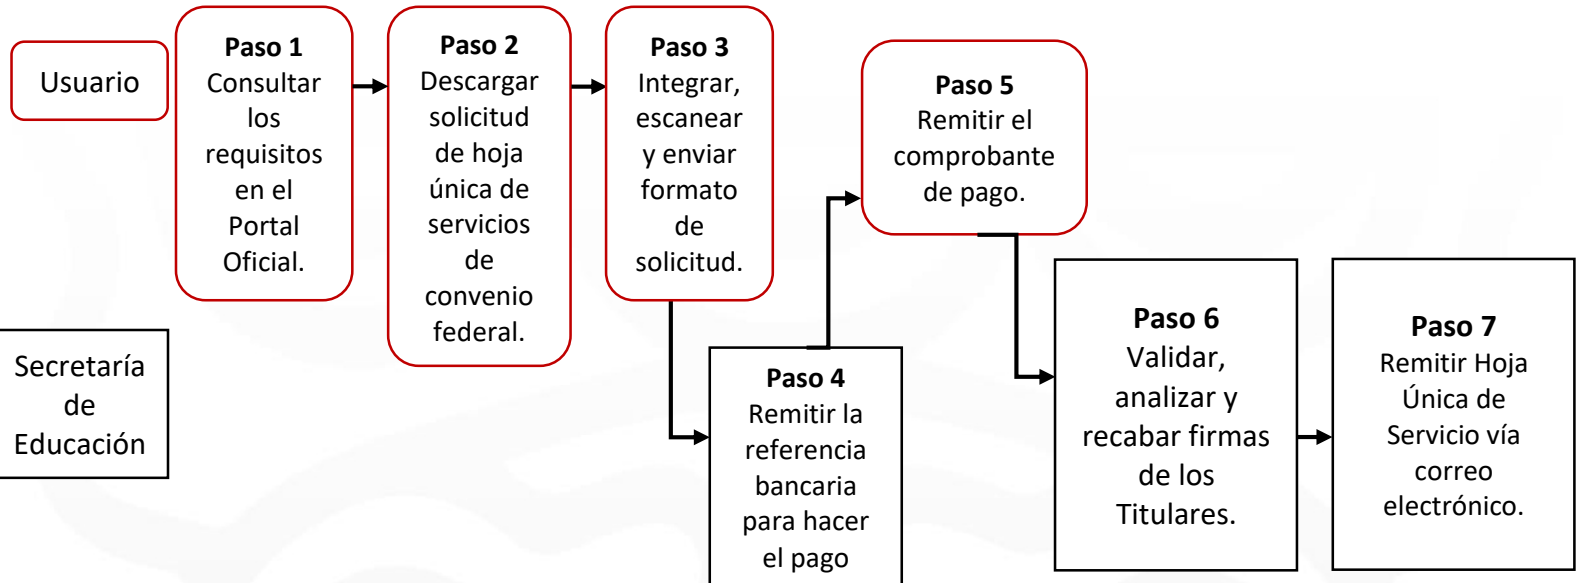 Usuario
Paso 1
Consultar
los
requisitos
en el
Portal
Oficial.
Paso 2
Descargar
solicitud
de hoja
única de
servicios
de
convenio
federal.
Paso 3
Integrar,
escanear
y enviar
formato
de
solicitud.
Paso 5
Remitir el
comprobante
de pago.
Secretaría
de
Educación
Paso 4
Remitir la
referencia
bancaria
para hacer
el pago
Paso 6
Validar,
analizar y
recabar firmas
de los
Titulares.
Paso 7
Remitir Hoja
Única de
Servicio vía
correo
electrónico.